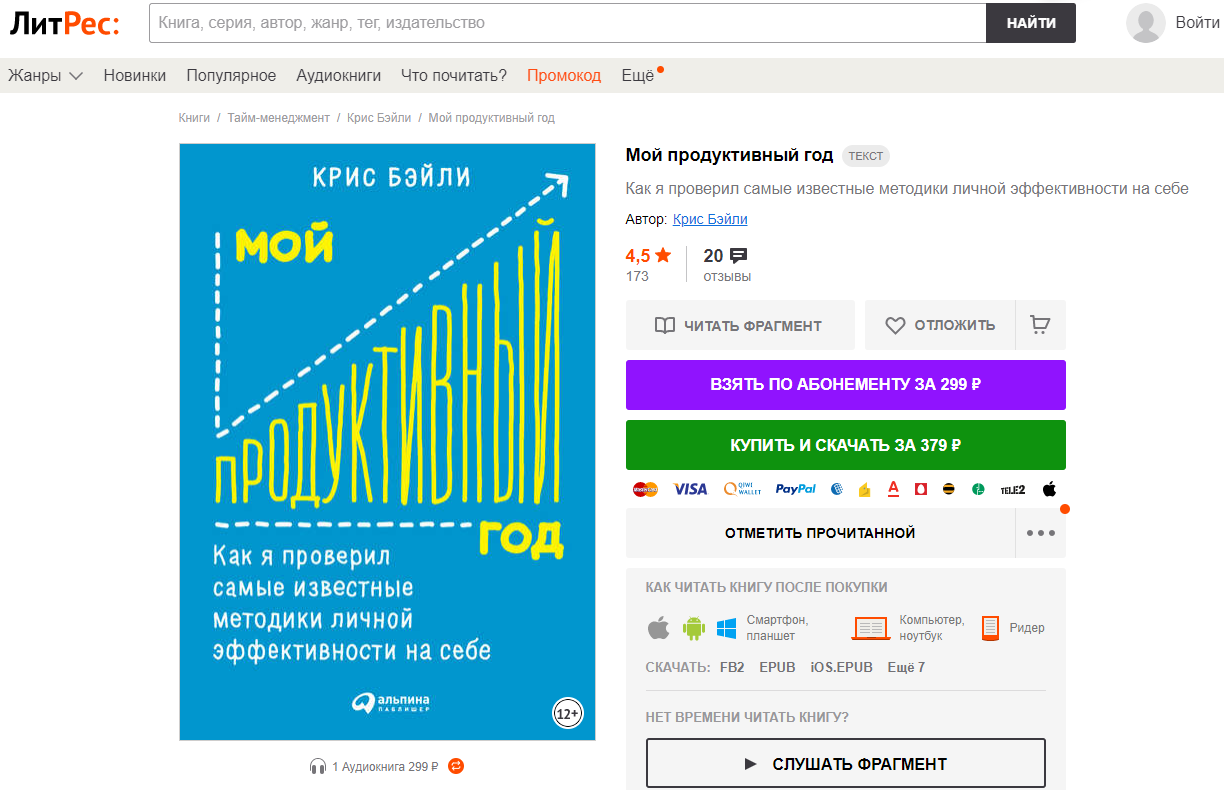 ЛитРес:
Книга, серия, автор, жанр, тег, издательство
НАЙТИ
Войти
Жанры Новинки Популярное Аудиокниги Что почитать? Промокод Ещё
Книги / Тайм-менеджмент / Крис Бэйли / Мой продуктивный год
КРИС БЭЙЛИ
МОЙ
ПРОДУКТИВНЫЙ
ГОД
Как я проверил
самые известные
методики личной
эффективности на себе
альпина
ПАБЛИШЕР
12+
1 Аудиокнига 299 ₽
Мой продуктивный год ТЕКСТ
Как я проверил самые известные методики личной эффективности на себе
Автор: Крис Бэйли
4,5 20
173 отзывы
ЧИТАТЬ ФРАГМЕНТ ОТЛОЖИТЬ
ВЗЯТЬ ПО АБОНЕМЕНТУ ЗА 299 ₽
КУПИТЬ И СКАЧАТЬ ЗА 379 ₽
MasterCard VISA QIWI WALLET PayPal TELE2
ОТМЕТИТЬ ПРОЧИТАННОЙ
КАК ЧИТАТЬ КНИГУ ПОСЛЕ ПОКУПКИ
Смартфон, планшет
Компьютер, ноутбук
Ридер
СКАЧАТЬ: FB2 EPUB iOS.EPUB Ещё 7
НЕТ ВРЕМЕНИ ЧИТАТЬ КНИГУ?
СЛУШАТЬ ФРАГМЕНТ